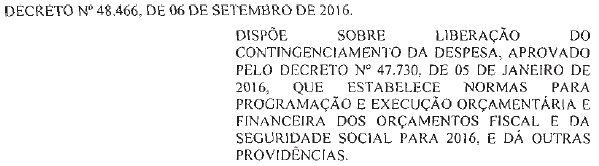 DECRETO Nº 48.466, DE 06 DE SETEMBRO DE 2016.
DISPÕE SOBRE LIBERAÇÃO DO
CONTINGENCIAMENTO DA DESPESA, APROVADO
PELO DECRETO Nº 47.730, DE 05 DE JANEIRO DE
2016, QUE ESTABELECE NORMAS PARA
PROGRAMAÇÃO E EXECUÇÃO ORÇAMENTÁRIA E
FINANCEIRA DOS ORÇAMENTOS FISCAL E DA
SEGURIDADE SOCIAL PARA 2016, E DÁ OUTRAS
PROVIDÊNCIAS.